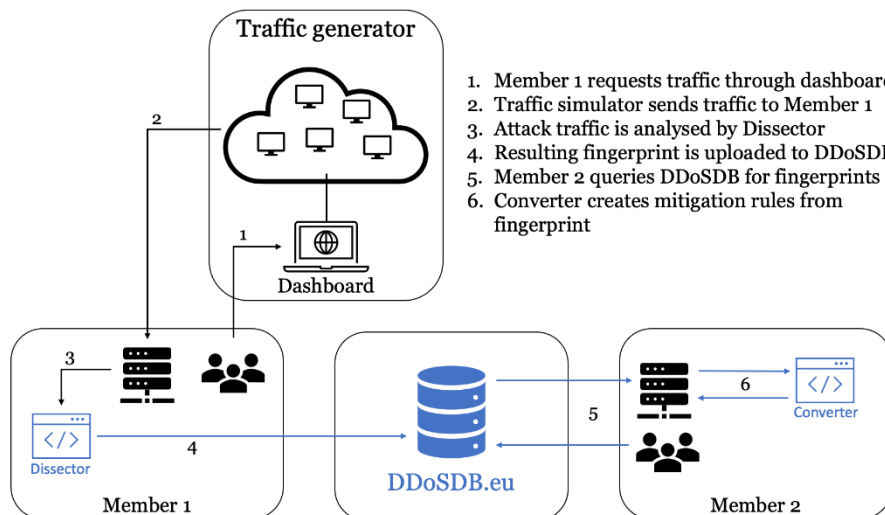 Traffic generator
1. Member 1 requests traffic through dashboard
2. Traffic simulator sends traffic to Member 1
3. Attack traffic is analysed by Dissector
4. Resulting fingerprint is uploaded to DDoSDB
5. Member 2 queries DDoSDB for fingerprints
6. Converter creates mitigation rules from
fingerprint
2
1
Dashboard
3
</>
Dissector
4
Member 1
DDoSDB.eu
5
6
</>
Converter
Member 2